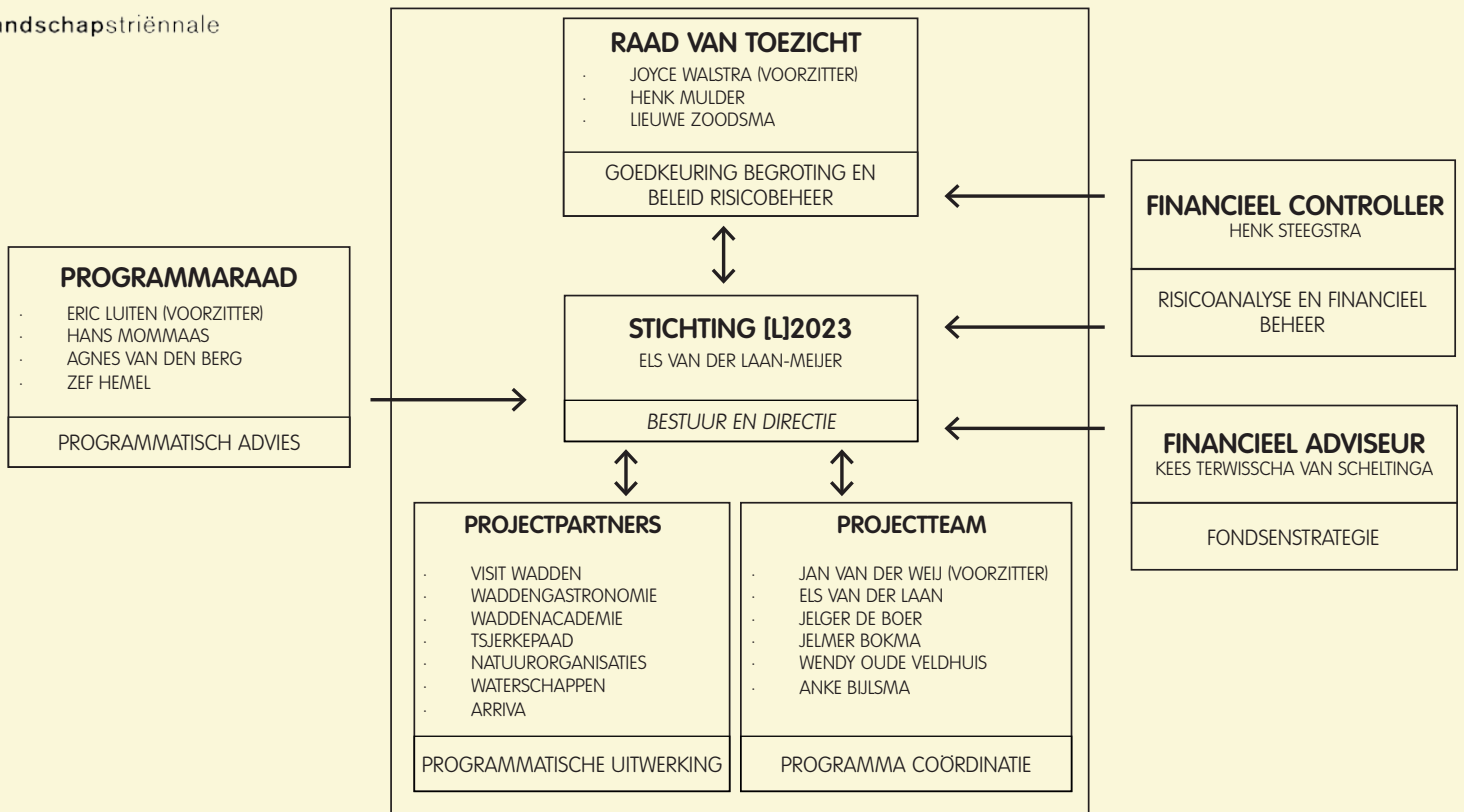 ndschapstriënnale
RAAD VAN TOEZICHT
· JOYCE WALSTRA (VOORZITTER)
· HENK MULDER
· LIEUWE ZOODSMA
GOEDKEURING BEGROTING EN
BELEID RISICOBEHEER
FINANCIEEL CONTROLLER
HENK STEEGSTRA
RISICOANALYSE EN FINANCIEEL
BEHEER
PROGRAMMARAAD
· ERIC LUITEN (VOORZITTER)
· HANS MOMMAAS
· AGNES VAN DEN BERG
· ZEF HEMEL
PROGRAMMATISCH ADVIES
STICHTING [L]2023
ELS VAN DER LAAN-MEIJER
BESTUUR EN DIRECTIE
FINANCIEEL ADVISEUR
KEES TERWISSCHA VAN SCHELTINGA
FONDSENSTRATEGIE
PROJECTPARTNERS
· VISIT WADDEN
· WADDENGASTRONOMIE
· WADDENACADEMIE
· TSJERKEPAAD
· NATUURORGANISATIES
· WATERSCHAPPEN
· ARRIVA
PROGRAMMATISCHE UITWERKING
PROJECTTEAM
· JAN VAN DER WEIJ (VOORZITTER)
· ELS VAN DER LAAN
· JELGER DE BOER
· JELMER BOKMA
· WENDY OUDE VELDHUIS
· ANKE BIJLSMA
PROGRAMMA COÖRDINATIE